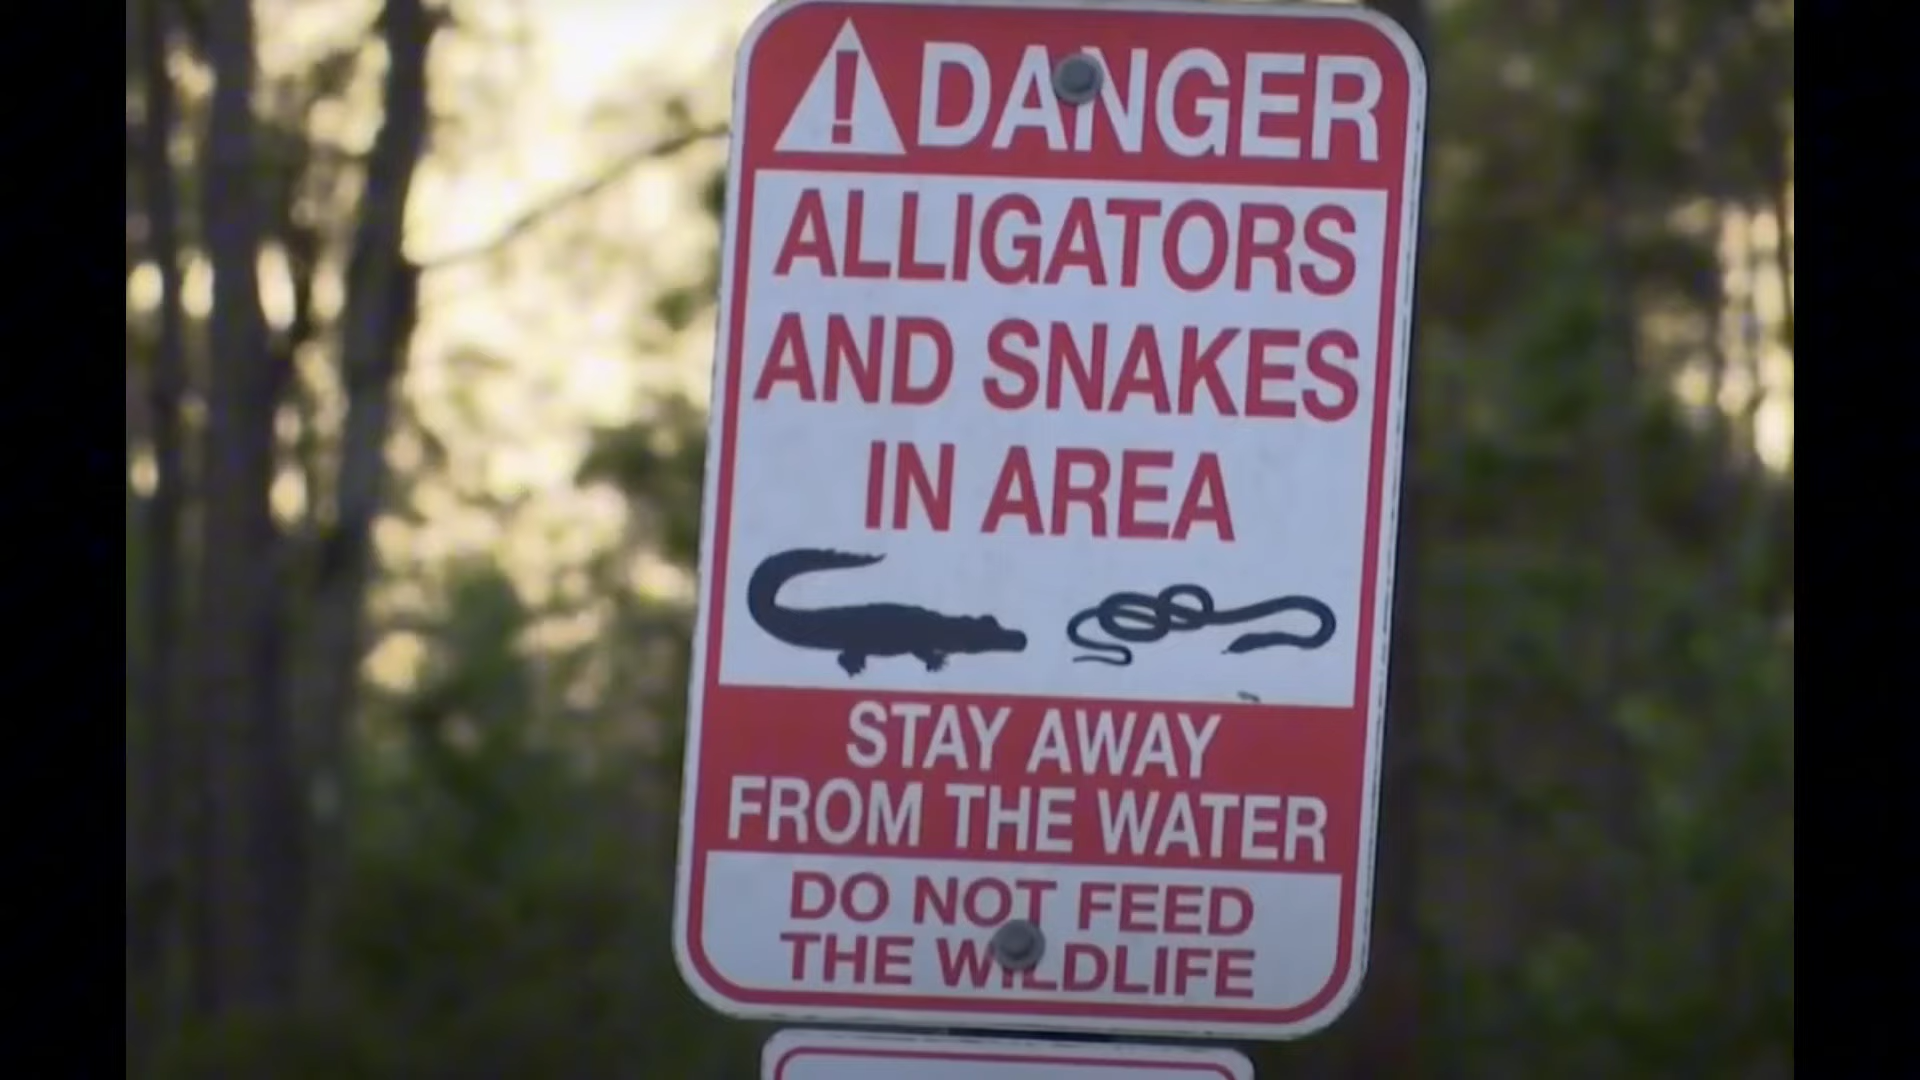 ! DANGER
ALLIGATORS
AND SNAKES
IN AREA
STAY AWAY
FROM THE WATER
DO NOT FEED
THE WILDLIFE